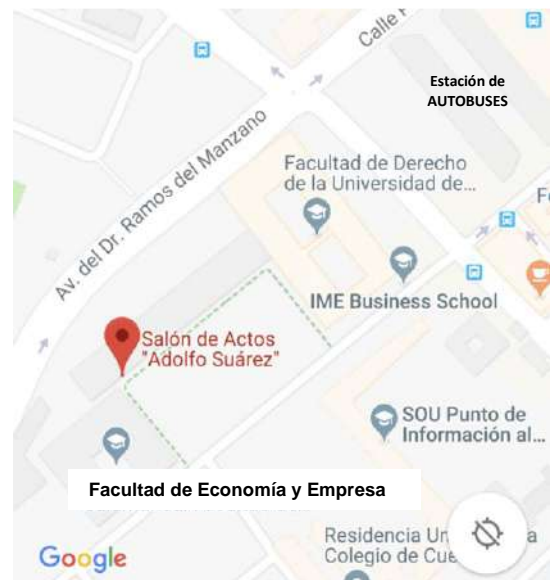 Calle F
Estación de
AUTOBUSES
Av. del Dr. Ramos del Manzano
Facultad de Derecho
de la Universidad de...
Fo
IME Business School
Salón de Actos
"Adolfo Suárez"
SOU Punto de
Información al...
Facultad de Economía y Empresa
Residencia Un a
Colegio de Cue
Google